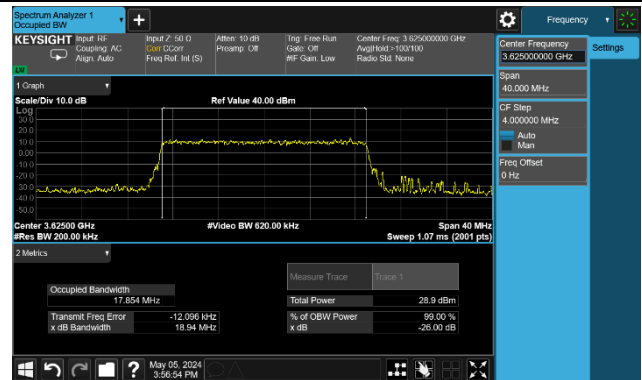 Spectrum Analyzer 1
Occupied BW
+
Frequency
KEYSIGHT
Input: RF
Coupling: AC
Align: Auto
Input Z: 50 Ω
Corr CCorr
Freq Ref: Int (S)
Atten: 10 dB
Preamp: Off
Trig: Free Run
Gate: Off
#IF Gain: Low
Center Freq: 3.625000000 GHz
Avg|Hold:>100/100
Radio Std: None
LW
Center Frequency
3.625000000 GHz
Settings
Span
40.000 MHz
CF Step
4.000000 MHz
Auto
Man
Freq Offset
0 Hz
1 Graph
Scale/Div 10.0 dB
Ref Value 40.00 dBm
Log
30.0
20.0
10.0
0.00
-10.0
-20.0
-30.0
-40.0
-50.0
Center 3.62500 GHz
#Video BW 620.00 kHz
Span 40 MHz
#Res BW 200.00 kHz
Sweep 1.07 ms (2001 pts)
2 Metrics
Measure Trace
Trace 1
Occupied Bandwidth
17.854 MHz
Total Power
28.9 dBm
Transmit Freq Error
-12.096 kHz
% of OBW Power
99.00 %
x dB Bandwidth
18.94 MHz
x dB
-26.00 dB
?
May 05, 2024
3:56:54 PM